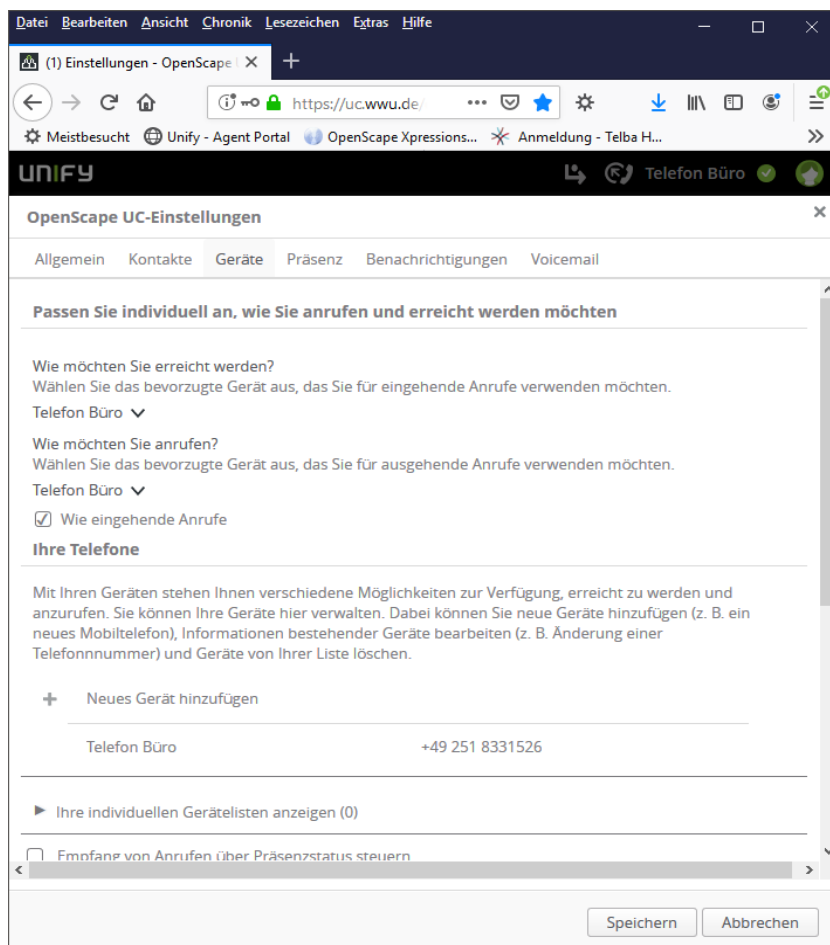 Datei Bearbeiten Ansicht Chronik Lesezeichen Extras Hilfe
(1) Einstellungen - OpenScape
https://uc.wwu.de/
Meistbesucht Unify - Agent Portal OpenScape Xpressions... Anmeldung - Telba H...
UNIFY Telefon Büro
OpenScape UC-Einstellungen
Allgemein Kontakte Geräte Präsenz Benachrichtigungen Voicemail
Passen Sie individuell an, wie Sie anrufen und erreicht werden möchten
Wie möchten Sie erreicht werden?
Wählen Sie das bevorzugte Gerät aus, das Sie für eingehende Anrufe verwenden möchten.
Telefon Büro
Wie möchten Sie anrufen?
Wählen Sie das bevorzugte Gerät aus, das Sie für ausgehende Anrufe verwenden möchten.
Telefon Büro
Wie eingehende Anrufe
Ihre Telefone
Mit Ihren Geräten stehen Ihnen verschiedene Möglichkeiten zur Verfügung, erreicht zu werden und
anzurufen. Sie können Ihre Geräte hier verwalten. Dabei können Sie neue Geräte hinzufügen (z. B. ein
neues Mobiltelefon), Informationen bestehender Geräte bearbeiten (z. B. Änderung einer
Telefonnnummer) und Geräte von Ihrer Liste löschen.
Neues Gerät hinzufügen
Telefon Büro +49 251 8331526
Ihre individuellen Gerätelisten anzeigen (0)
Empfang von Anrufen über Präsenzstatus steuern
Speichern Abbrechen